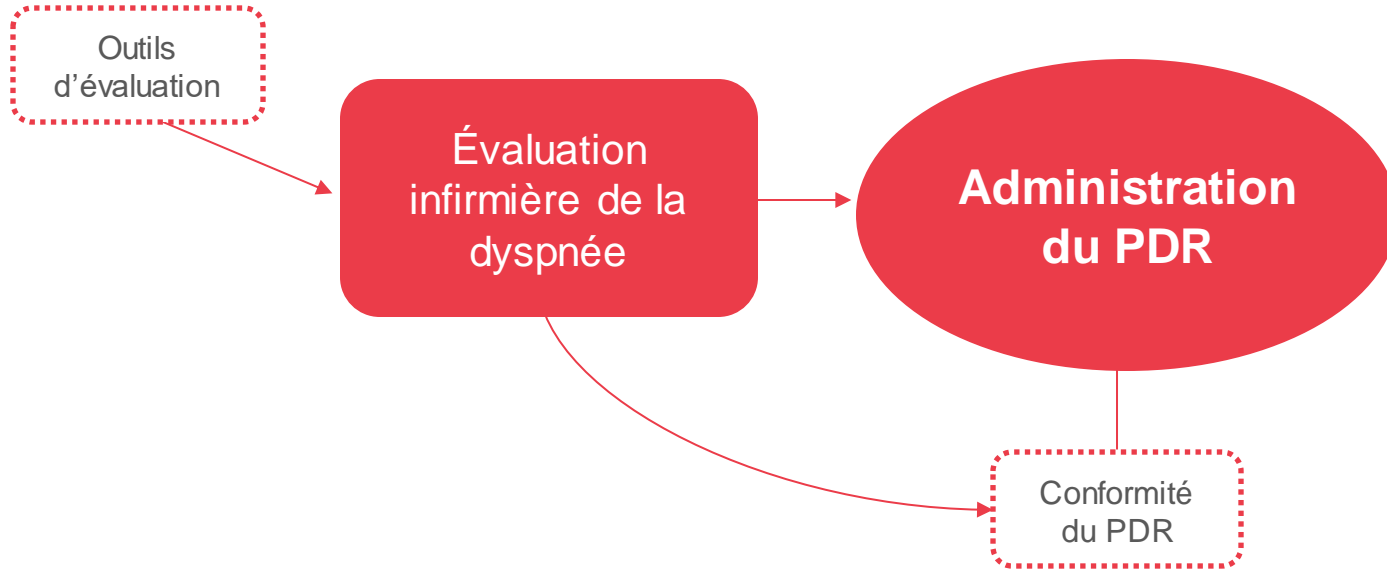 Outils
d’évaluation
Évaluation
infirmière de la
dyspnée
Administration
du PDR
Conformité
du PDR